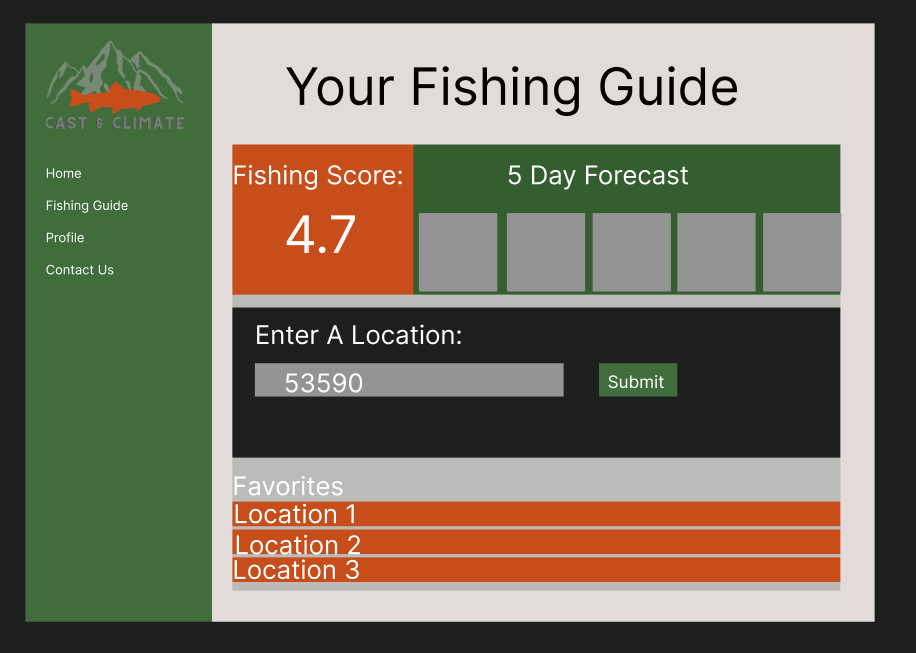 CAST & CLIMATE
Home
Fishing Guide
Profile
Contact Us
Your Fishing Guide
Fishing Score:
4.7
5 Day Forecast
Enter A Location:
53590
Submit
Favorites
Location 1
Location 2
Location 3